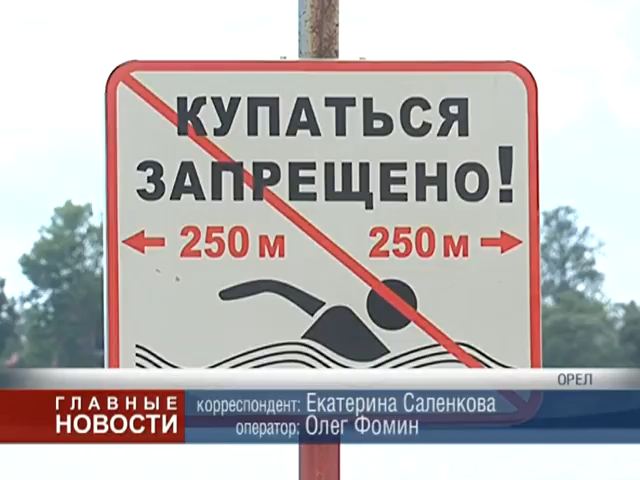 КУПАТЬСЯ
ЗАПРЕЩЕНО!
250 м 250 м
ОРЕЛ
ГЛАВНЫЕ
НОВОСТИ
корреспондент: Екатерина Саленкова
оператор: Олег Фомин